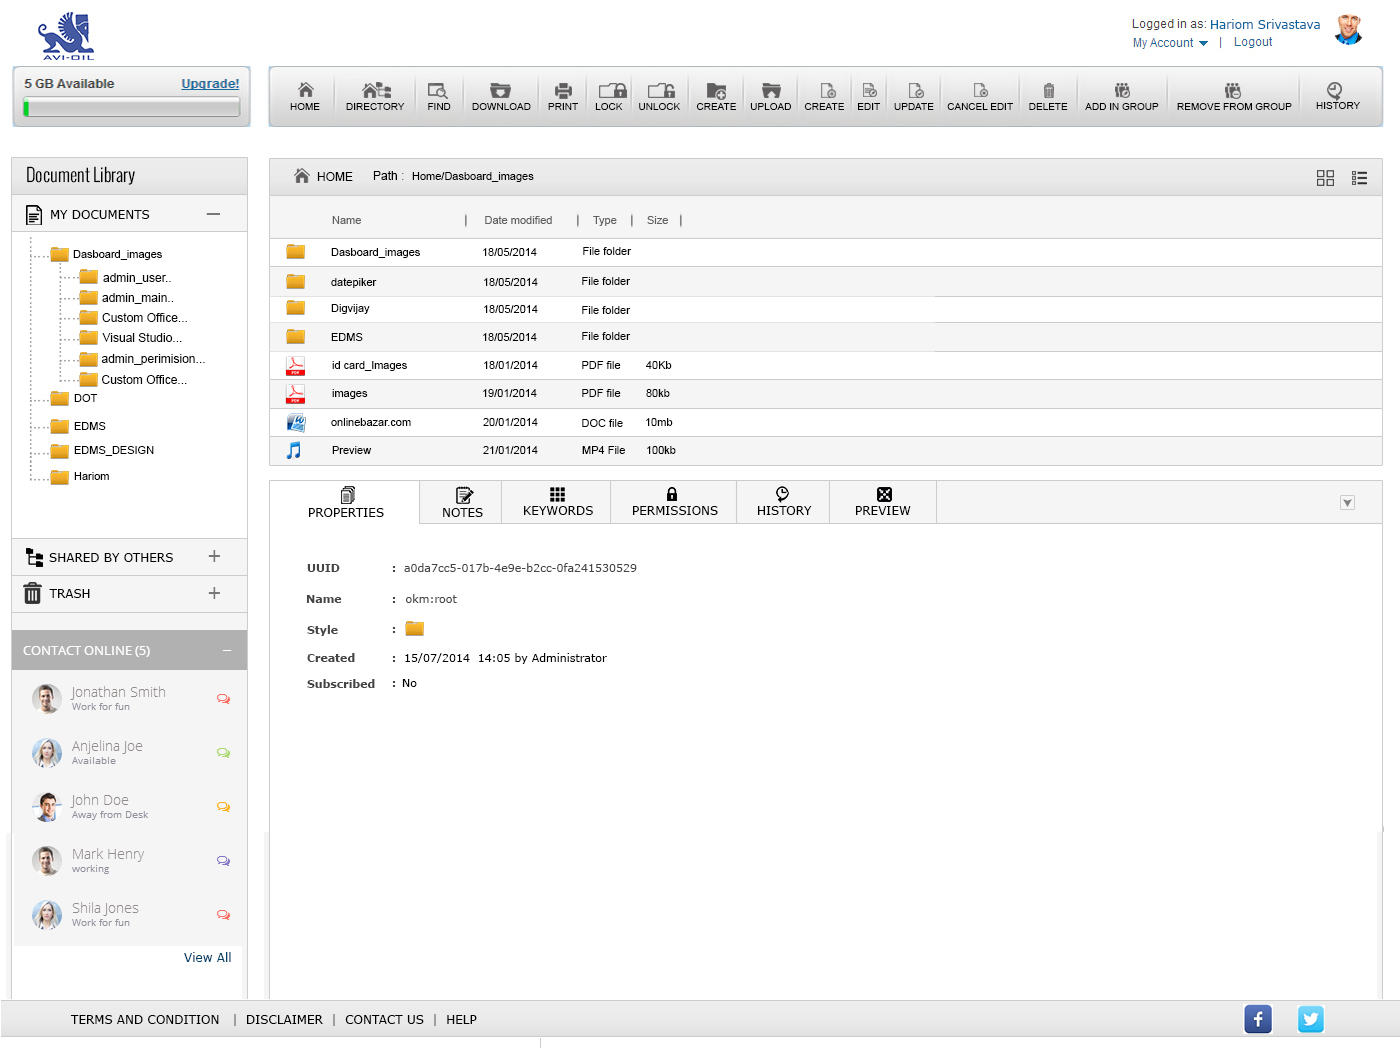 AVI-OIL
Logged in as: Hariom Srivastava
My Account | Logout
5 GB Available Upgrade!
HOME DIRECTORY FIND DOWNLOAD PRINT LOCK UNLOCK CREATE UPLOAD CREATE EDIT UPDATE CANCEL EDIT DELETE ADD IN GROUP REMOVE FROM GROUP HISTORY
Document Library
MY DOCUMENTS
Dasboard_images
admin_user..
admin_main..
Custom Office...
Visual Studio...
admin_perimision...
Custom Office...
DOT
EDMS
EDMS_DESIGN
Hariom
SHARED BY OTHERS
TRASH
CONTACT ONLINE (5)
Jonathan Smith
Work for fun
Anjelina Joe
Available
John Doe
Away from Desk
Mark Henry
working
Shila Jones
Work for fun
View All
HOME Path : Home/Dasboard_images
Name | Date modified | Type | Size |
Dasboard_images 18/05/2014 File folder
datepiker 18/05/2014 File folder
Digvijay 18/05/2014 File folder
EDMS 18/05/2014 File folder
id card_Images 18/01/2014 PDF file 40Kb
images 19/01/2014 PDF file 80kb
onlinebazar.com 20/01/2014 DOC file 10mb
Preview 21/01/2014 MP4 File 100kb
PROPERTIES NOTES KEYWORDS PERMISSIONS HISTORY PREVIEW
UUID : a0da7cc5-017b-4e9e-b2cc-0fa241530529
Name : okm:root
Style :
Created : 15/07/2014 14:05 by Administrator
Subscribed : No
TERMS AND CONDITION | DISCLAIMER | CONTACT US | HELP